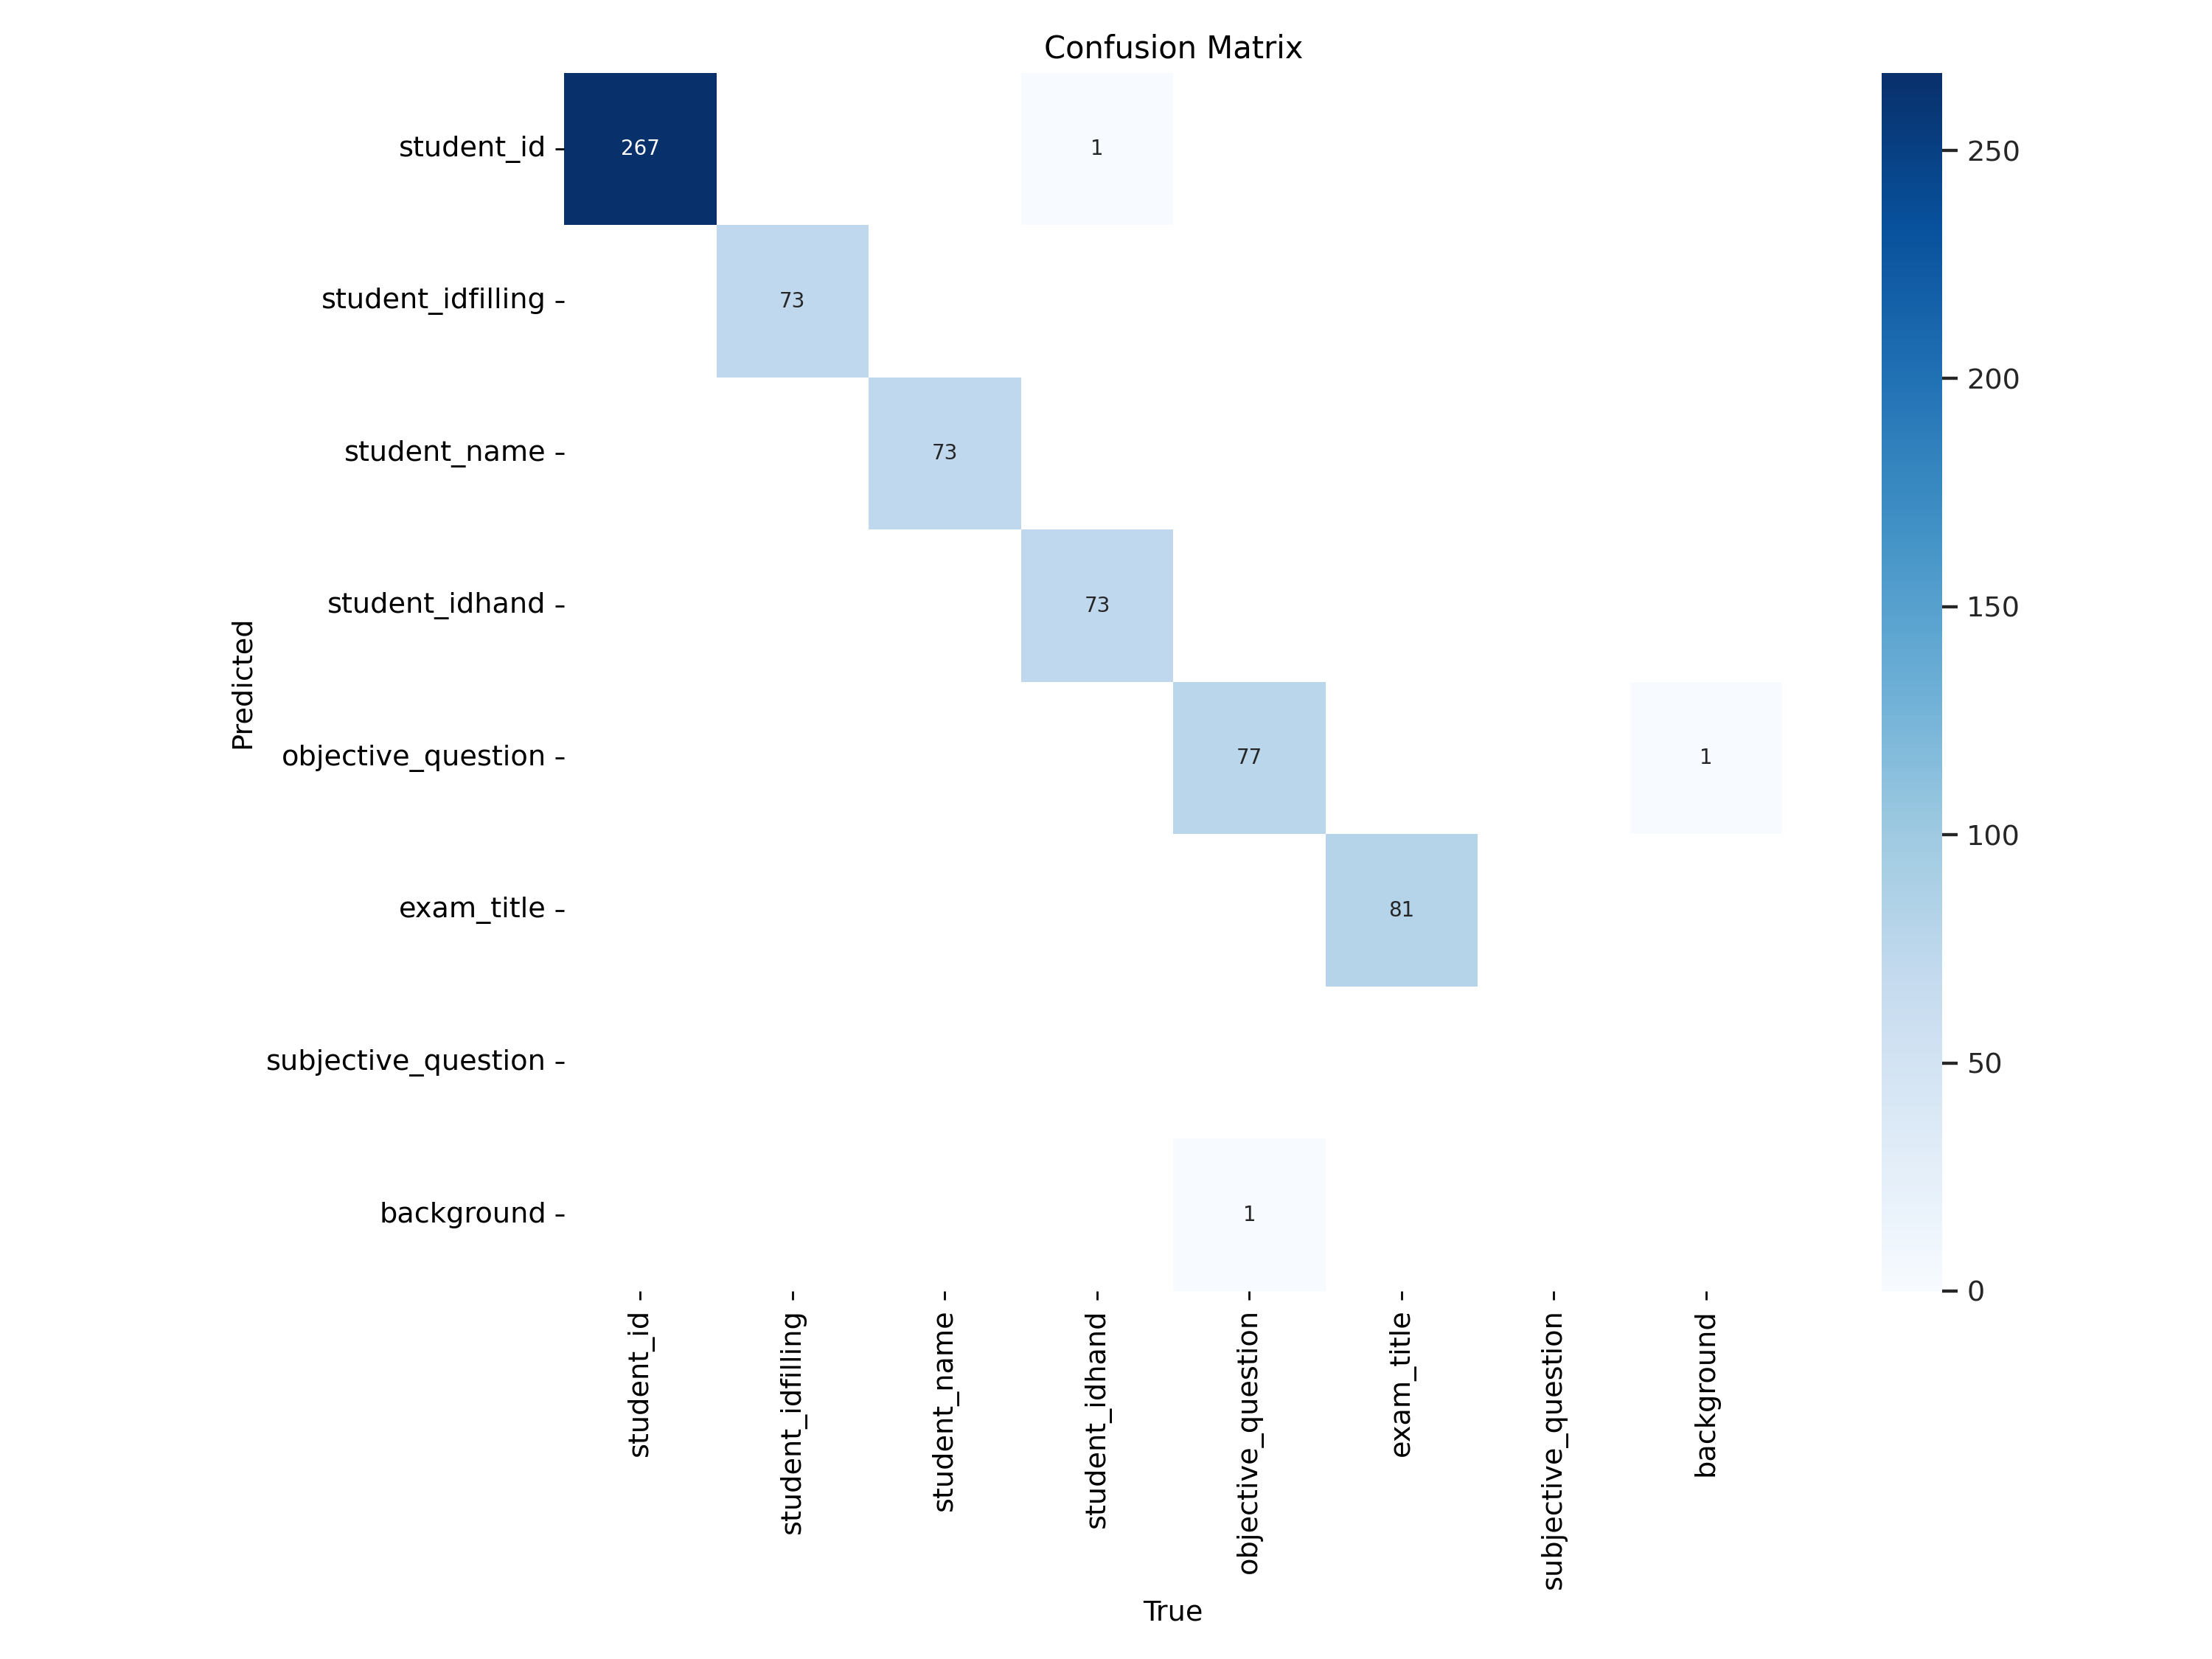 Confusion Matrix
student_id
267
1
250
student_idfilling
73
200
student_name
73
student_idhand
73
150
Predicted
objective_question
77
1
100
exam_title
81
subjective_question
50
background
1
0
student_id
student_idfilling
student_name
student_idhand
objective_question
exam_title
subjective_question
background
True